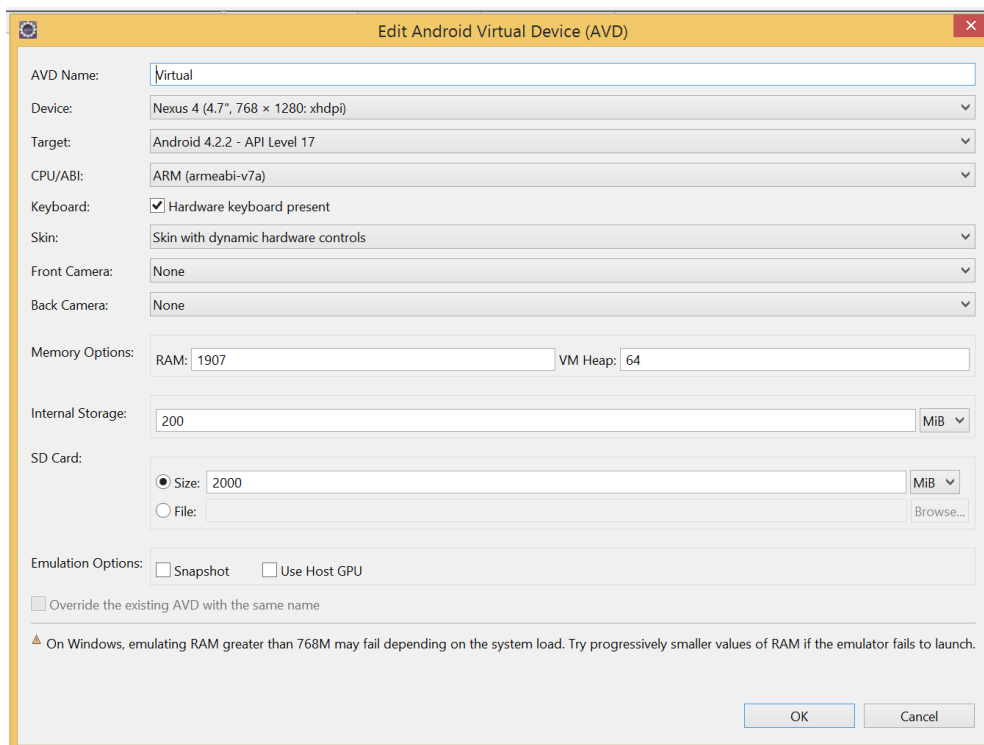 Edit Android Virtual Device (AVD)
AVD Name: Virtual
Device: Nexus 4 (4.7", 768 × 1280: xhdpi)
Target: Android 4.2.2 - API Level 17
CPU/ABI: ARM (armeabi-v7a)
Keyboard: Hardware keyboard present
Skin: Skin with dynamic hardware controls
Front Camera: None
Back Camera: None
Memory Options: RAM: 1907 VM Heap: 64
Internal Storage: 200 MiB
SD Card:
Size: 2000 MiB
File: Browse...
Emulation Options: Snapshot Use Host GPU
Override the existing AVD with the same name
On Windows, emulating RAM greater than 768M may fail depending on the system load. Try progressively smaller values of RAM if the emulator fails to launch.
OK Cancel